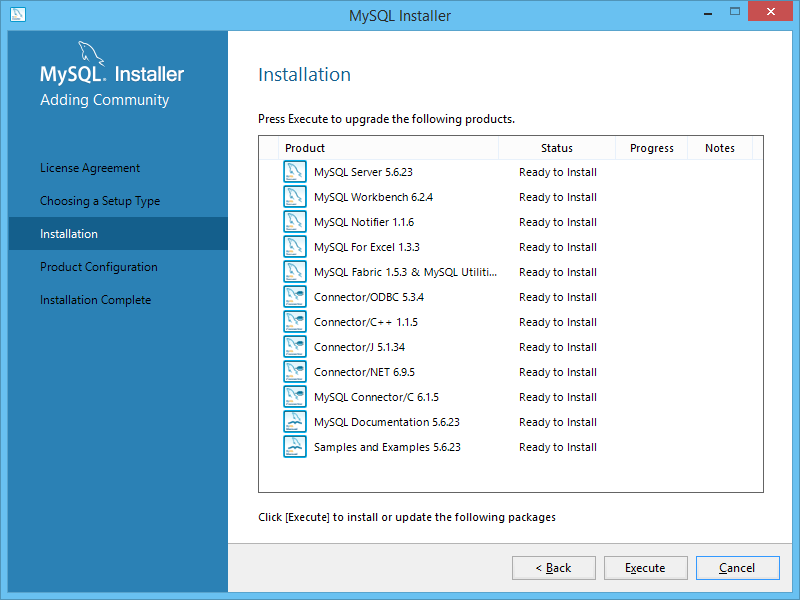 MySQL Installer
MySQL. Installer
Adding Community
License Agreement
Choosing a Setup Type
Installation
Product Configuration
Installation Complete
Installation
Press Execute to upgrade the following products.
Product Status Progress Notes
MySQL Server 5.6.23 Ready to Install
MySQL Workbench 6.2.4 Ready to Install
MySQL Notifier 1.1.6 Ready to Install
MySQL For Excel 1.3.3 Ready to Install
MySQL Fabric 1.5.3 & MySQL Utiliti... Ready to Install
Connector/ODBC 5.3.4 Ready to Install
Connector/C++ 1.1.5 Ready to Install
Connector/J 5.1.34 Ready to Install
Connector/NET 6.9.5 Ready to Install
MySQL Connector/C 6.1.5 Ready to Install
MySQL Documentation 5.6.23 Ready to Install
Samples and Examples 5.6.23 Ready to Install
Click [Execute] to install or update the following packages
< Back Execute Cancel